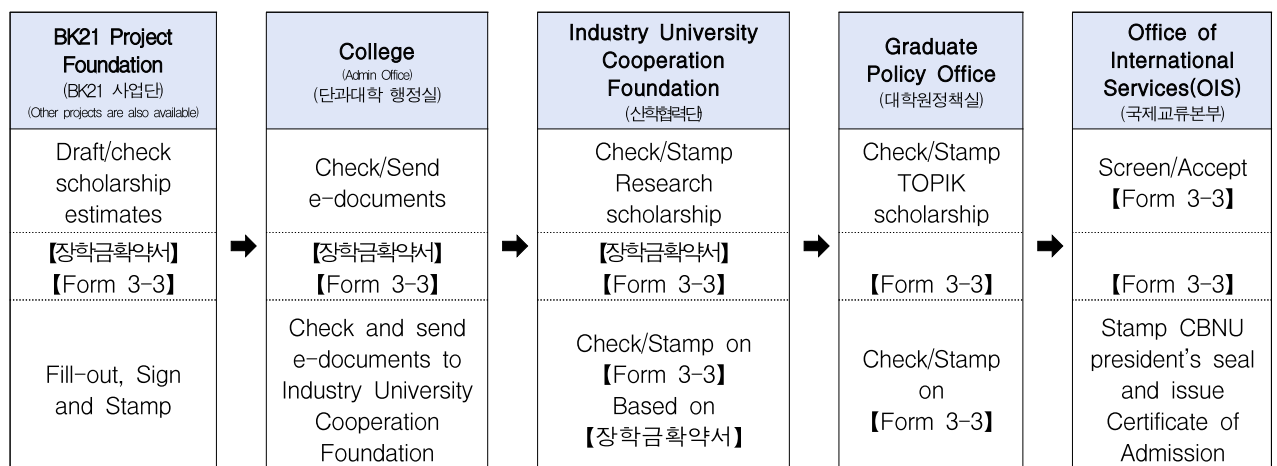 BK21 Project
Foundation
(BK21 사업단)
(Other projects are also available)
Draft/check
scholarship
estimates
【장학금확약서】
【Form 3-3】
Fill-out, Sign
and Stamp
College
(Admin Office)
(단과대학 행정실)
Check/Send
e-documents
【장학금확약서】
【Form 3-3】
Check and send
e-documents to
Industry University
Cooperation
Foundation
Industry University
Cooperation
Foundation
(산학협력단)
Check/Stamp
Research
scholarship
【장학금확약서】
【Form 3-3】
Check/Stamp on
【Form 3-3】
Based on
【장학금확약서】
Graduate
Policy Office
(대학원정책실)
Check/Stamp
TOPIK
scholarship
【Form 3-3】
Check/Stamp
on
【Form 3-3】
Office of
International
Services(OIS)
(국제교류본부)
Screen/Accept
【Form 3-3】
【Form 3-3】
Stamp CBNU
president's seal
and issue
Certificate of
Admission